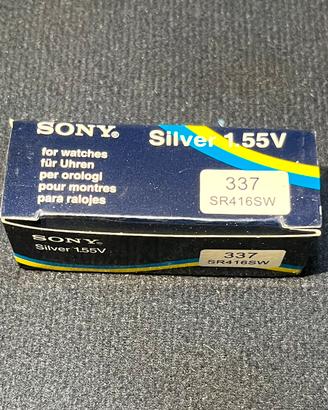 SONY®
Silver 1.55V
for watches
für Uhren
per orologi
pour montres
para ralojes
337
SR416SW
SONY®
Silver 1.55V
337
SR416SW